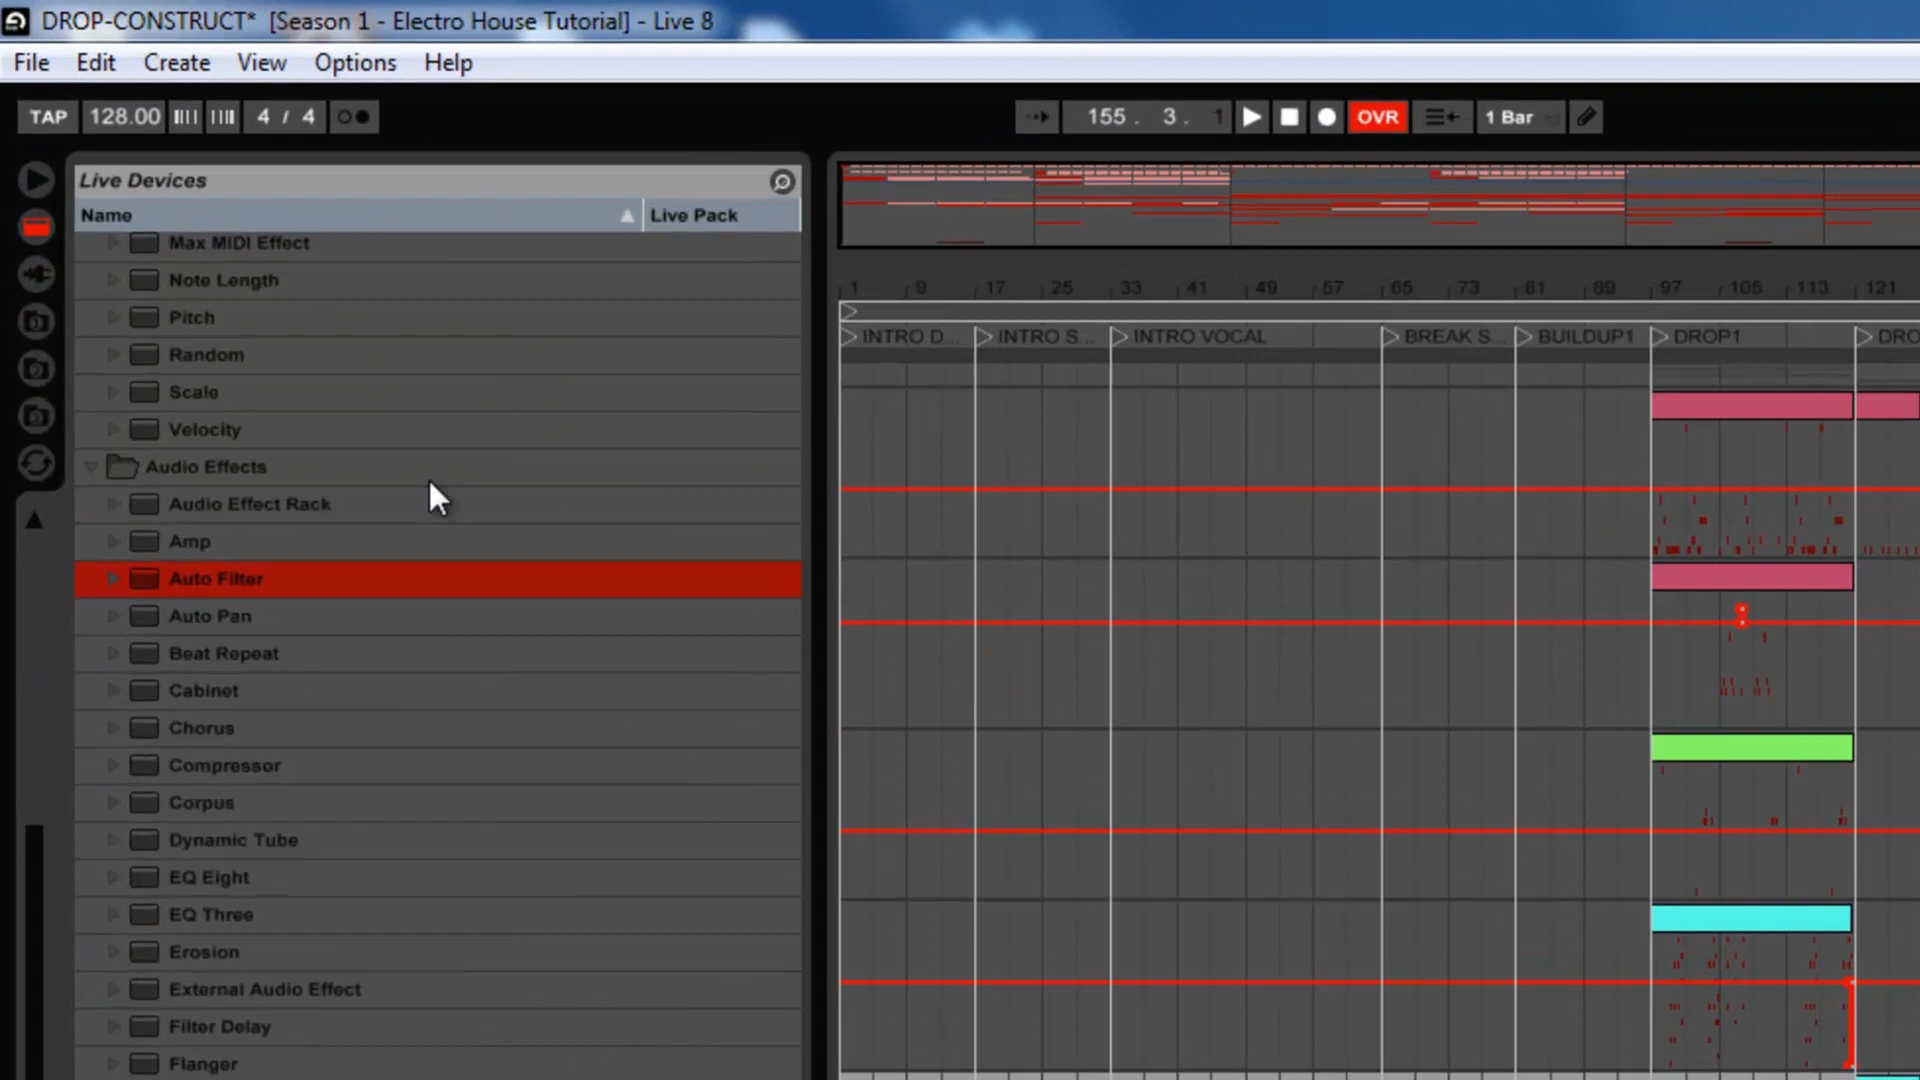 DROP-CONSTRUCT* [Season 1 - Electro House Tutorial] - Live 8
File Edit Create View Options Help
TAP 128.00 4 / 4 155 . 3 . 1 OVR 1 Bar
Live Devices
Name Live Pack
Max MIDI Effect
Note Length
Pitch
Random
Scale
Velocity
Audio Effects
Audio Effect Rack
Amp
Auto Filter
Auto Pan
Beat Repeat
Cabinet
Chorus
Compressor
Corpus
Dynamic Tube
EQ Eight
EQ Three
Erosion
External Audio Effect
Filter Delay
Flanger
1 9 17 25 33 41 49 57 65 73 81 89 97 105 113 121
INTRO D... INTRO S... INTRO VOCAL BREAK S... BUILDUP1 DROP1 DRO